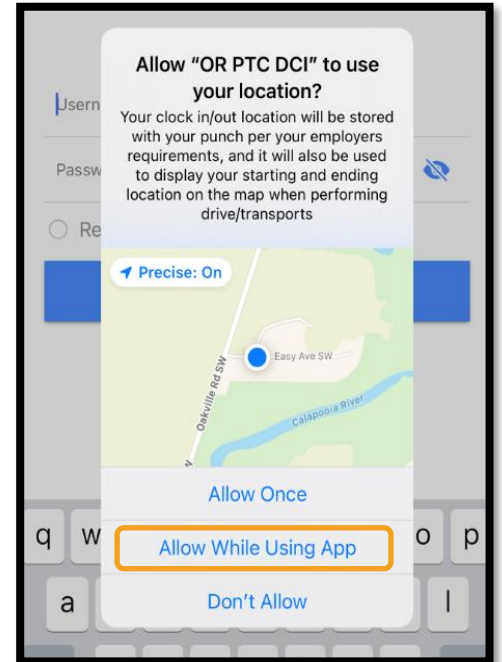 Allow “OR PTC DCI” to use
your location?
Your clock in/out location will be stored
with your punch per your employers
requirements, and it will also be used
to display your starting and ending
location on the map when performing
drive/transports
Usern
Passw
Re
Precise: On
Easy Ave SW
Oakville Rd SW
Calapooia River
Allow Once
Allow While Using App
Don’t Allow
q w o p
a l